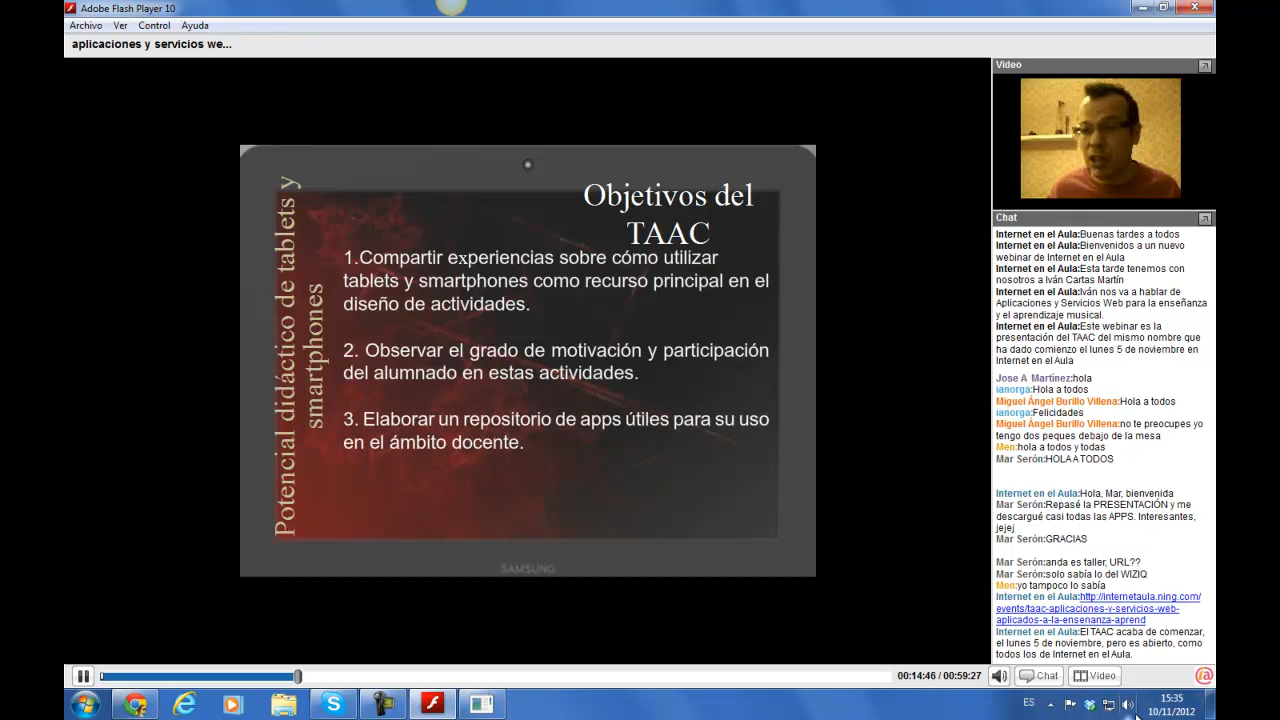 Adobe Flash Player 10
Archivo Ver Control Ayuda
aplicaciones y servicios we...
Potencial didáctico de tablets y
smartphones
Objetivos del
TAAC
1.Compartir experiencias sobre cómo utilizar
tablets y smartphones como recurso principal en el
diseño de actividades.
2. Observar el grado de motivación y participación
del alumnado en estas actividades.
3. Elaborar un repositorio de apps útiles para su uso
en el ámbito docente.
SAMSUNG
Video
Chat
Internet en el Aula:Buenas tardes a todos
Internet en el Aula:Bienvenidos a un nuevo
webinar de Internet en el Aula
Internet en el Aula:Esta tarde tenemos con
nosotros a Iván Cartas Martín
Internet en el Aula:Iván nos va a hablar de
Aplicaciones y Servicios Web para la enseñanza
y el aprendizaje musical.
Internet en el Aula:Este webinar es la
presentación del TAAC del mismo nombre que
ha dado comienzo el lunes 5 de noviembre en
Internet en el Aula
Jose A Martínez:hola
ianorga:Hola a todos
Miguel Ángel Burillo Villena:Hola a todos
ianorga:Felicidades
Miguel Ángel Burillo Villena:no te preocupes yo
tengo dos peques debajo de la mesa
Men:hola a todos y todas
Mar Serón:HOLA A TODOS
Internet en el Aula:Hola, Mar, bienvenida
Mar Serón:Repasé la PRESENTACIÓN y me
descargué casi todas las APPS. Interesantes,
jejej
Mar Serón:GRACIAS
Mar Serón:anda es taller, URL??
Mar Serón:solo sabía lo del WIZIQ
Men:yo tampoco lo sabía
Internet en el Aula:http://internetaula.ning.com/
events/taac-aplicaciones-y-servicios-web-
aplicados-a-la-ensenanza-aprend
Internet en el Aula:El TAAC acaba de comenzar,
el lunes 5 de noviembre, pero es abierto, como
todos los de Internet en el Aula.
00:14:46 / 00:59:27 Chat Video
ES 15:35
10/11/2012